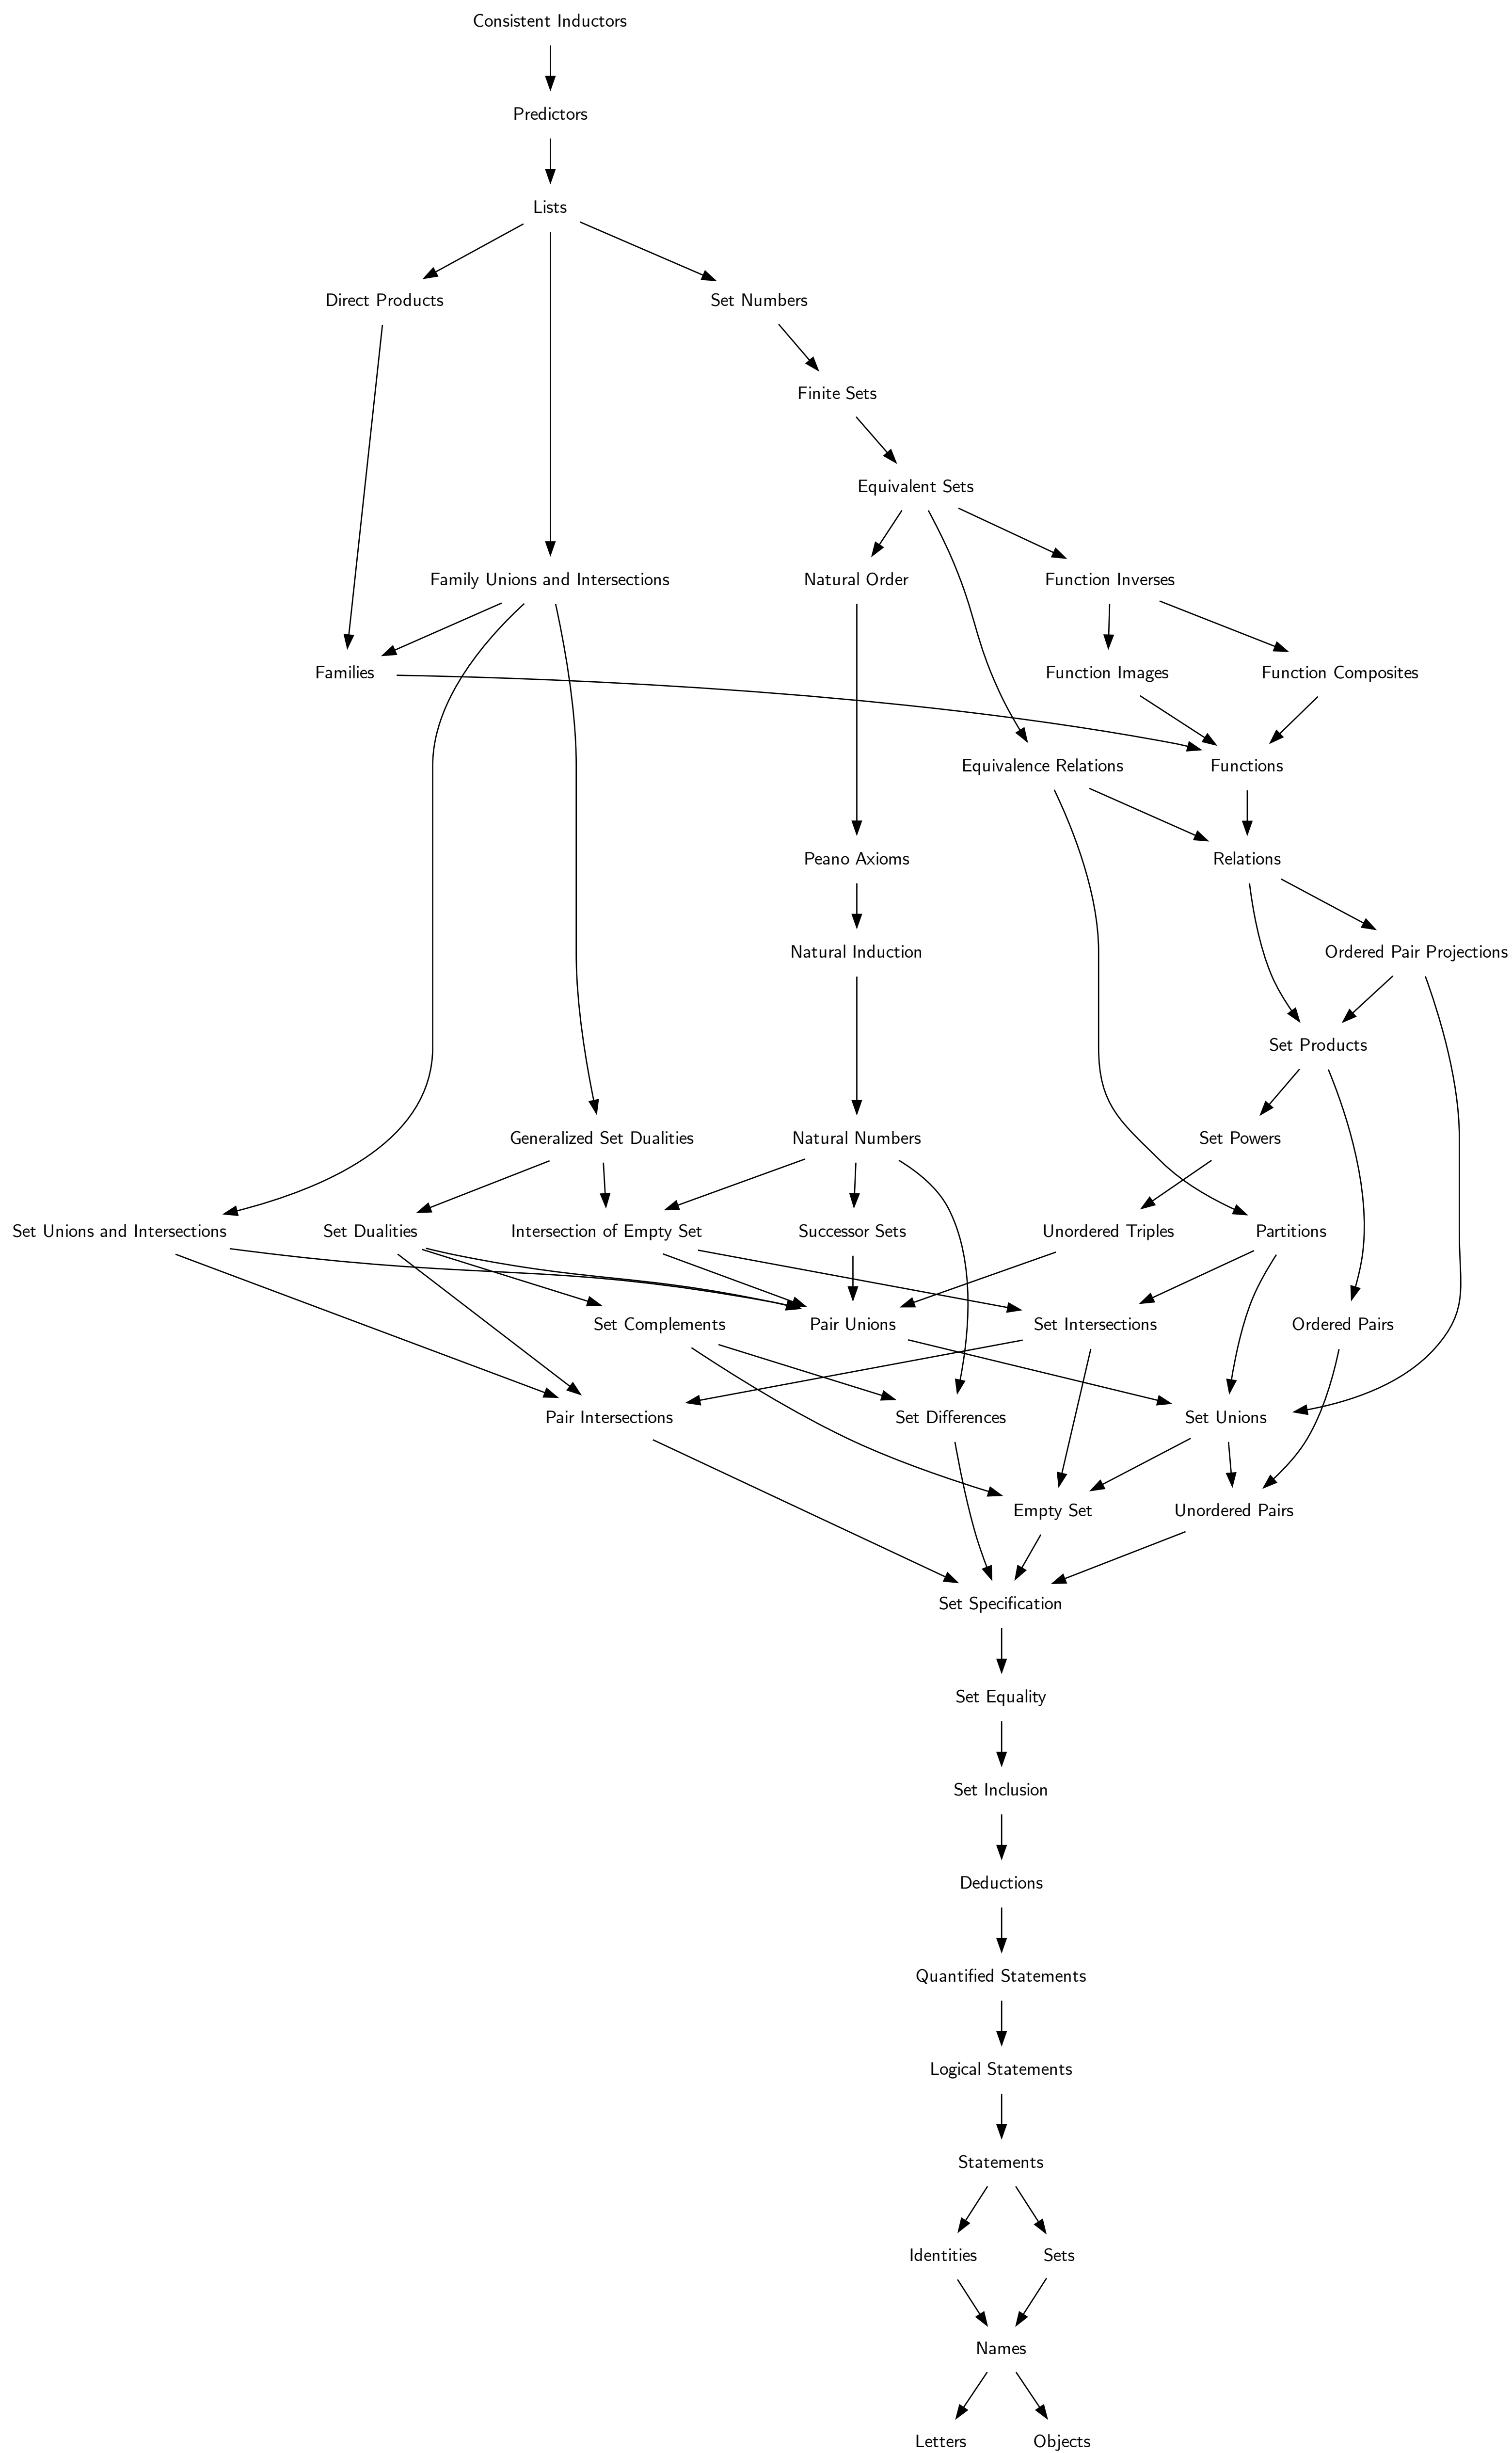 Consistent Inductors
Predictors
Lists
Direct Products
Set Numbers
Finite Sets
Equivalent Sets
Family Unions and Intersections
Natural Order
Function Inverses
Families
Function Images
Function Composites
Equivalence Relations
Functions
Peano Axioms
Relations
Natural Induction
Ordered Pair Projections
Set Products
Generalized Set Dualities
Natural Numbers
Set Powers
Set Unions and Intersections
Set Dualities
Intersection of Empty Set
Successor Sets
Unordered Triples
Partitions
Set Complements
Pair Unions
Set Intersections
Ordered Pairs
Pair Intersections
Set Differences
Set Unions
Empty Set
Unordered Pairs
Set Specification
Set Equality
Set Inclusion
Deductions
Quantified Statements
Logical Statements
Statements
Identities
Sets
Names
Letters
Objects